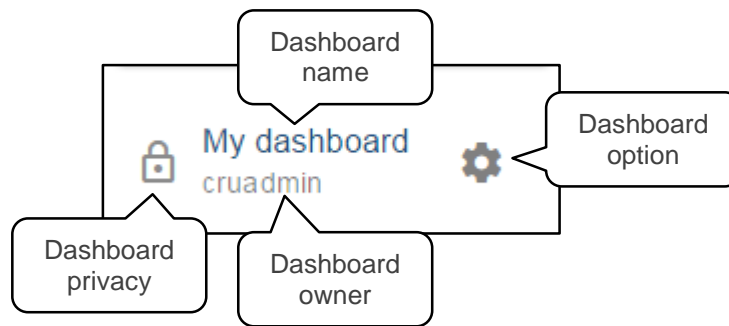 Dashboard
name
My dashboard
cruadmin
Dashboard
option
Dashboard
privacy
Dashboard
owner